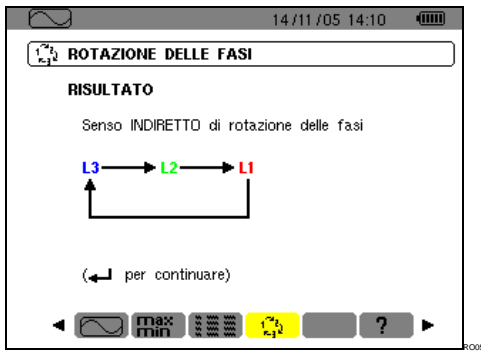 14/11/05 14:10
ROTAZIONE DELLE FASI
RISULTATO
Senso INDIRETTO di rotazione delle fasi
L3 L2 L1
(↵ per continuare)
max
min
?